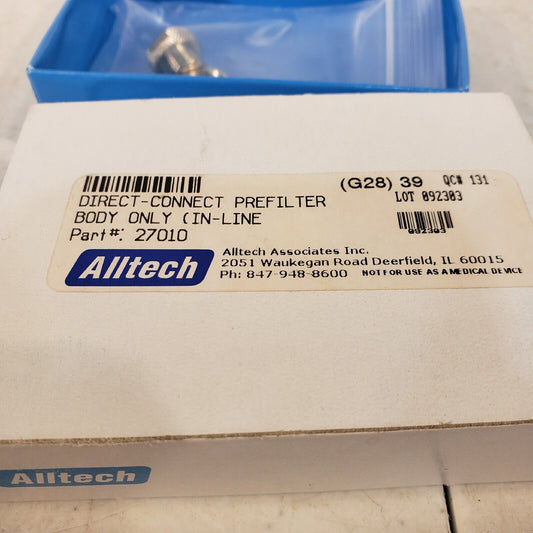 (G28) 39 QC# 131
DIRECT-CONNECT PREFILTER LOT 092303
BODY ONLY (IN-LINE
092303
Part#: 27010
Alltech
Alltech Associates Inc.
2051 Waukegan Road Deerfield, IL 60015
Ph: 847-948-8600 NOT FOR USE AS A MEDICAL DEVICE
Alltech